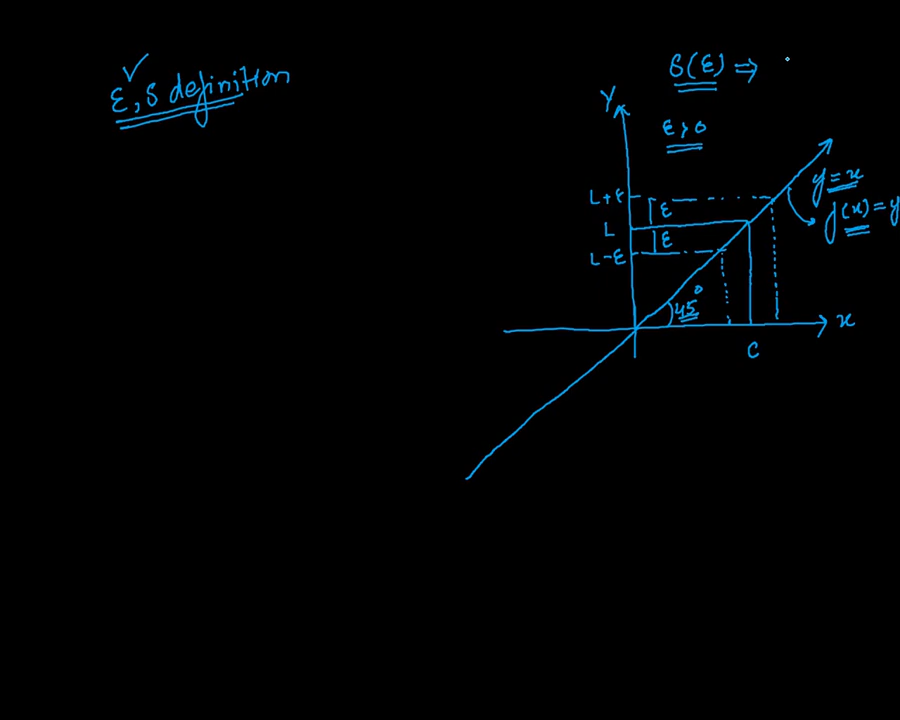 ε, δ definition
δ(ε) ⇒
Y
ε > 0
y = x
L+ε
ε
f(x) = y
L
ε
L-ε
45°
x
C